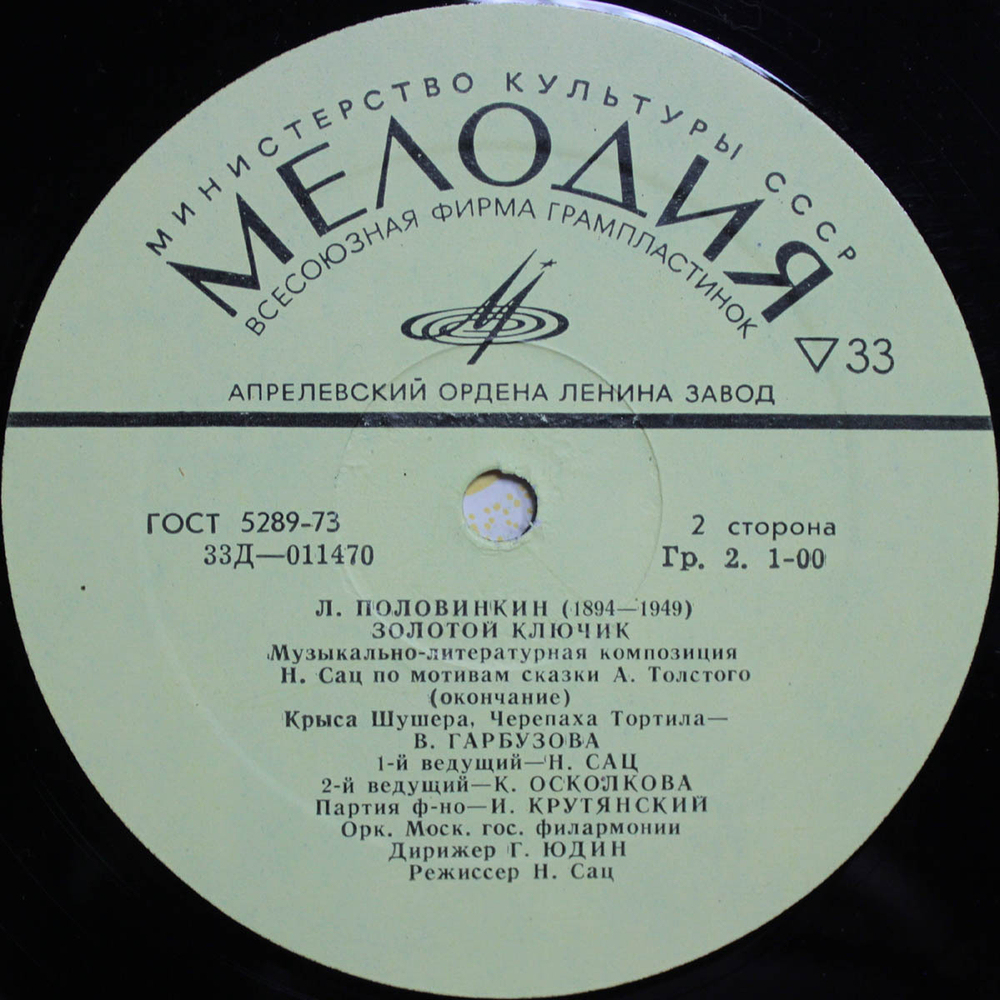 МИНИСТЕРСТВО КУЛЬТУРЫ СССР
МЕЛОДИЯ
ВСЕСОЮЗНАЯ ФИРМА ГРАМПЛАСТИНОК
▽33
АПРЕЛЕВСКИЙ ОРДЕНА ЛЕНИНА ЗАВОД
ГОСТ 5289-73
2 сторона
33Д—011470
Гр. 2. 1-00
Л. ПОЛОВИНКИН (1894—1949)
ЗОЛОТОЙ КЛЮЧИК
Музыкально-литературная композиция
Н. Сац по мотивам сказки А. Толстого
(окончание)
Крыса Шушера, Черепаха Тортила—
В. ГАРБУЗОВА
1-й ведущий—Н. САЦ
2-й ведущий—К. ОСКОЛКОВА
Партия ф-но—И. КРУТЯНСКИЙ
Орк. Моск. гос. филармонии
Дирижер Г. ЮДИН
Режиссер Н. Сац